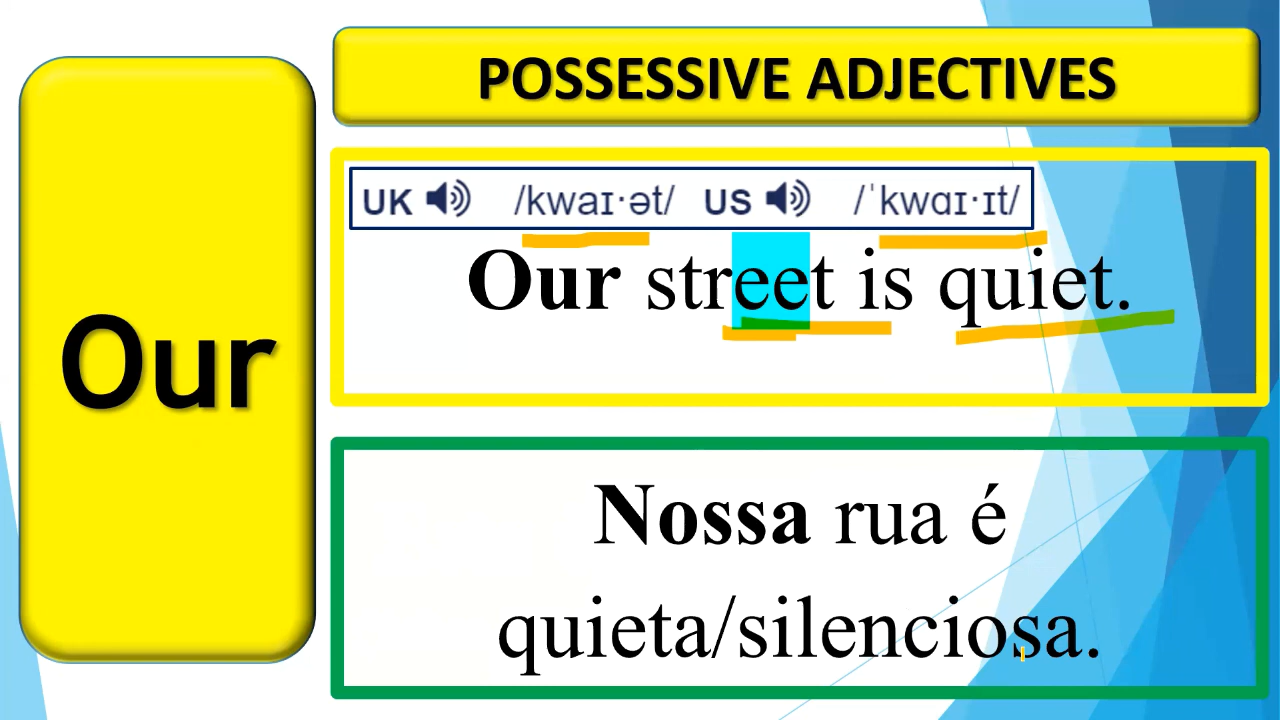 POSSESSIVE ADJECTIVES
Our
UK /kwaɪ·ət/ US /ˈkwɑɪ·ɪt/
Our street is quiet.
Nossa rua é
quieta/silenciosa.